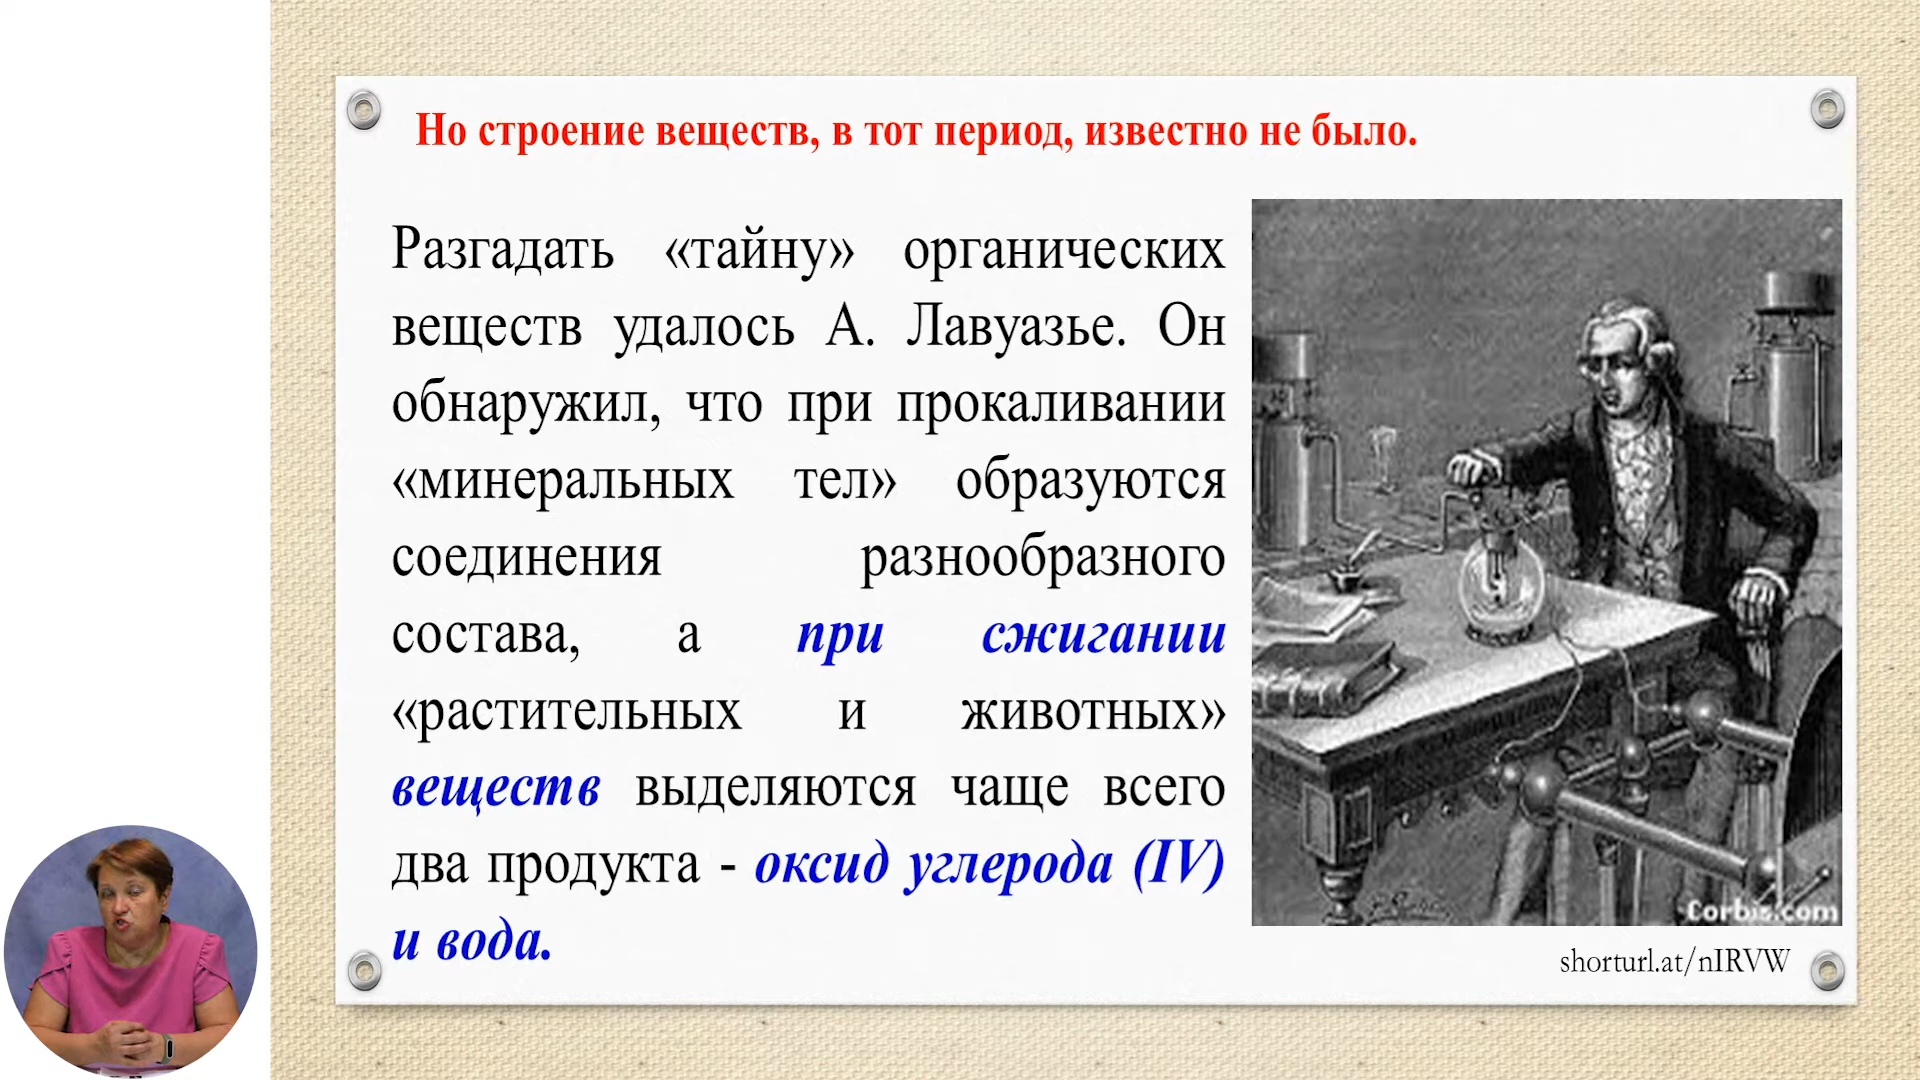 Но строение веществ, в тот период, известно не было.
Разгадать «тайну» органических
веществ удалось А. Лавуазье. Он
обнаружил, что при прокаливании
«минеральных тел» образуются
соединения разнообразного
состава, а при сжигании
«растительных и животных»
веществ выделяются чаще всего
два продукта - оксид углерода (IV)
и вода.
Corbis.com
shorturl.at/nIRVW